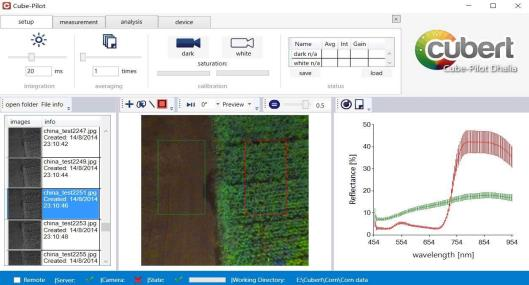 Cube-Pilot
setup measurement analysis device
20 ms
1 times
dark white
saturation:
Name Avg Int Gain
dark n/a
white n/a
save load
integration averaging calibration status
cubert
Cube-Pilot Dhalia
open folder File info
0° Preview 0.5
images info
china_test2247.jpg
Created: 14/8/2014
23:10.42
china_test2249.jpg
Created: 14/8/2014
23:10.44
china_test2251.jpg
Created: 14/8/2014
23:10.46
china_test2253.jpg
Created: 14/8/2014
23:10.48
china_test2255.jpg
Created: 14/8/2014
50
40
30
20
10
0
Reflectance [%]
454 554 654 754 854 954
wavelength [nm]
Remote |Server: |Camera: |State: |Working Directory: E:\Cubert\Corn\Corn data